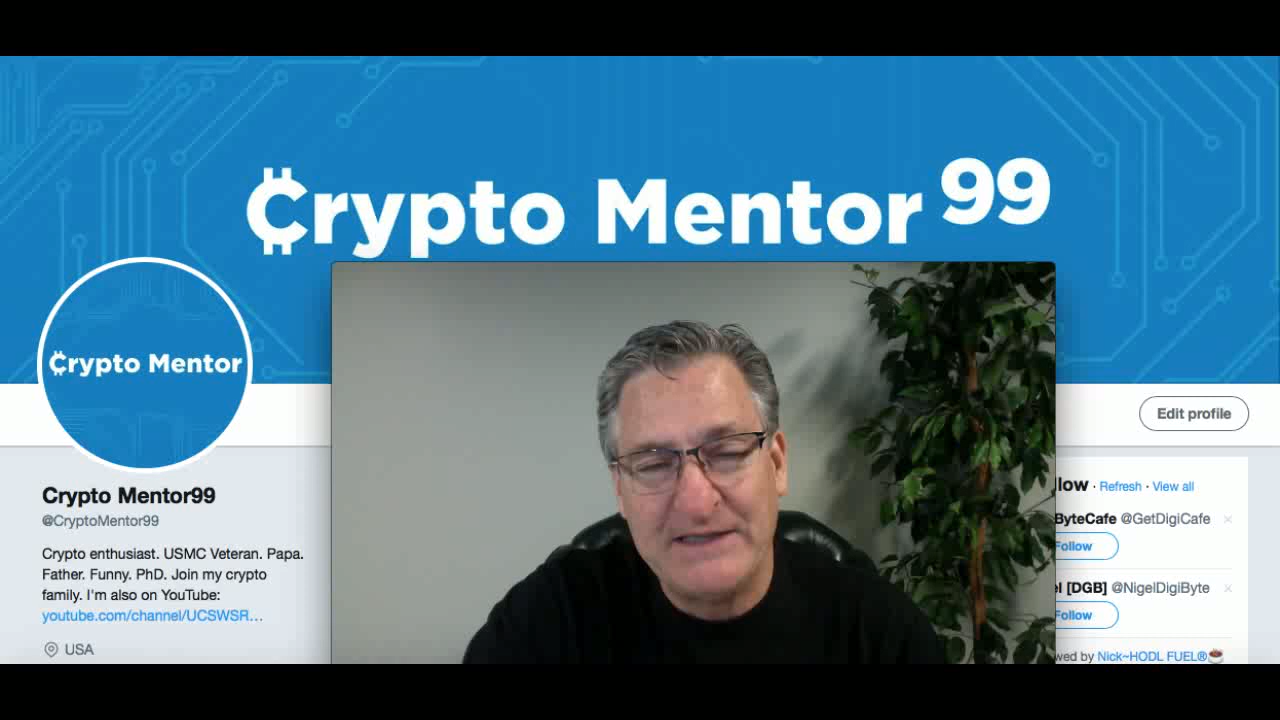 Crypto Mentor 99
Crypto Mentor
Edit profile
Crypto Mentor99
@CryptoMentor99
Crypto enthusiast. USMC Veteran. Papa.
Father. Funny. PhD. Join my crypto
family. I'm also on YouTube:
youtube.com/channel/UCSWSR…
USA
llow · Refresh · View all
ByteCafe @GetDigiCafe
Follow
el [DGB] @NigelDigiByte
Follow
wed by Nick~HODL FUEL®☕